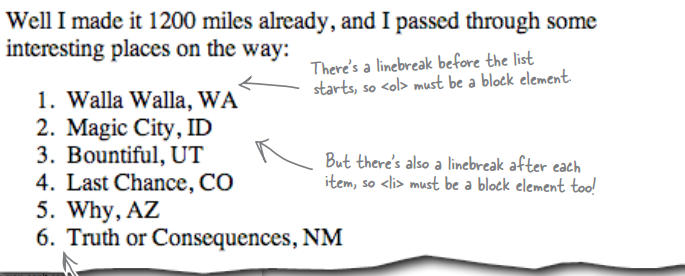 Well I made it 1200 miles already, and I passed through some
interesting places on the way:
There's a linebreak before the list
starts, so <ol> must be a block element.
1. Walla Walla, WA
2. Magic City, ID
3. Bountiful, UT
4. Last Chance, CO
5. Why, AZ
6. Truth or Consequences, NM
But there's also a linebreak after each
item, so <li> must be a block element too!